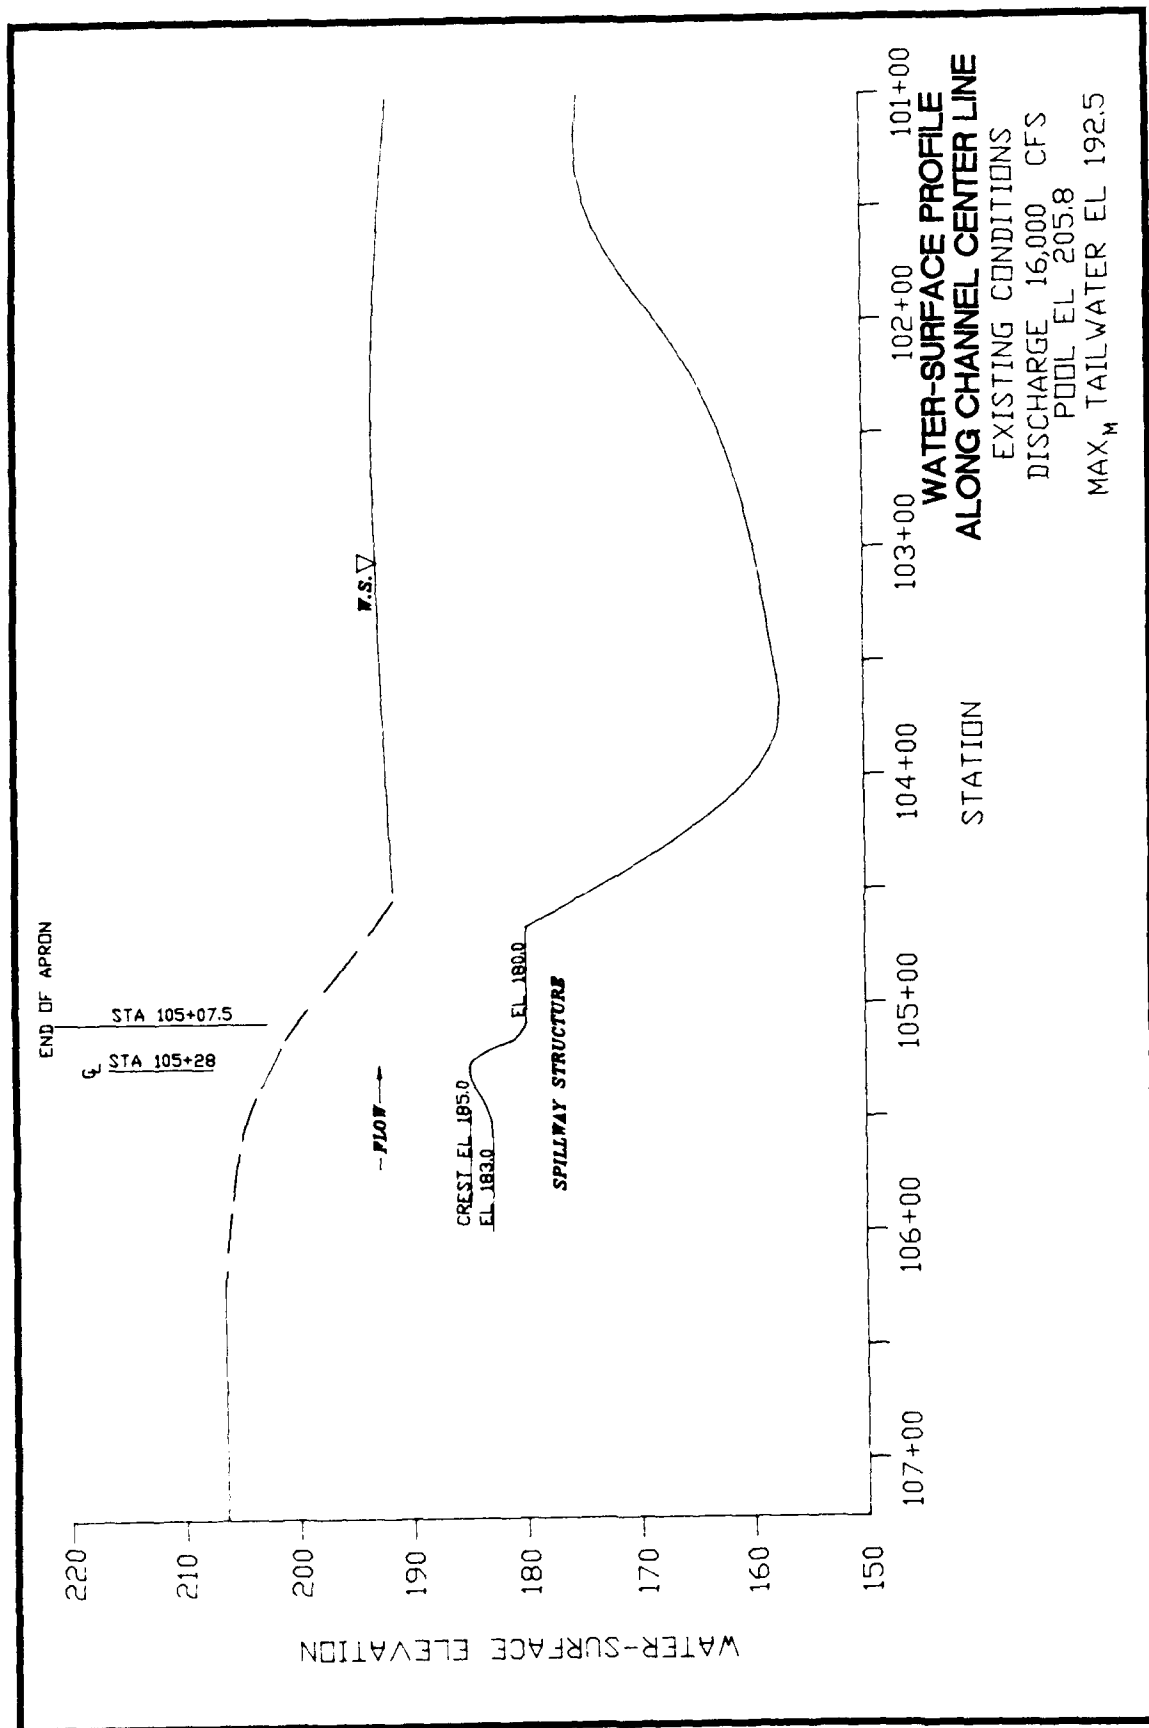 END OF APRON
STA 105+07.5
℄ STA 105+28
W.S.
FLOW
CREST EL 185.0
EL 183.0
EL 180.0
SPILLWAY STRUCTURE
WATER-SURFACE ELEVATION
220
210
200
190
180
170
160
150
107+00
106+00
105+00
104+00
103+00
102+00
101+00
STATION
WATER-SURFACE PROFILE
ALONG CHANNEL CENTER LINE
EXISTING CONDITIONS
DISCHARGE 16,000 CFS
POOL EL 205.8
MAXM TAILWATER EL 192.5